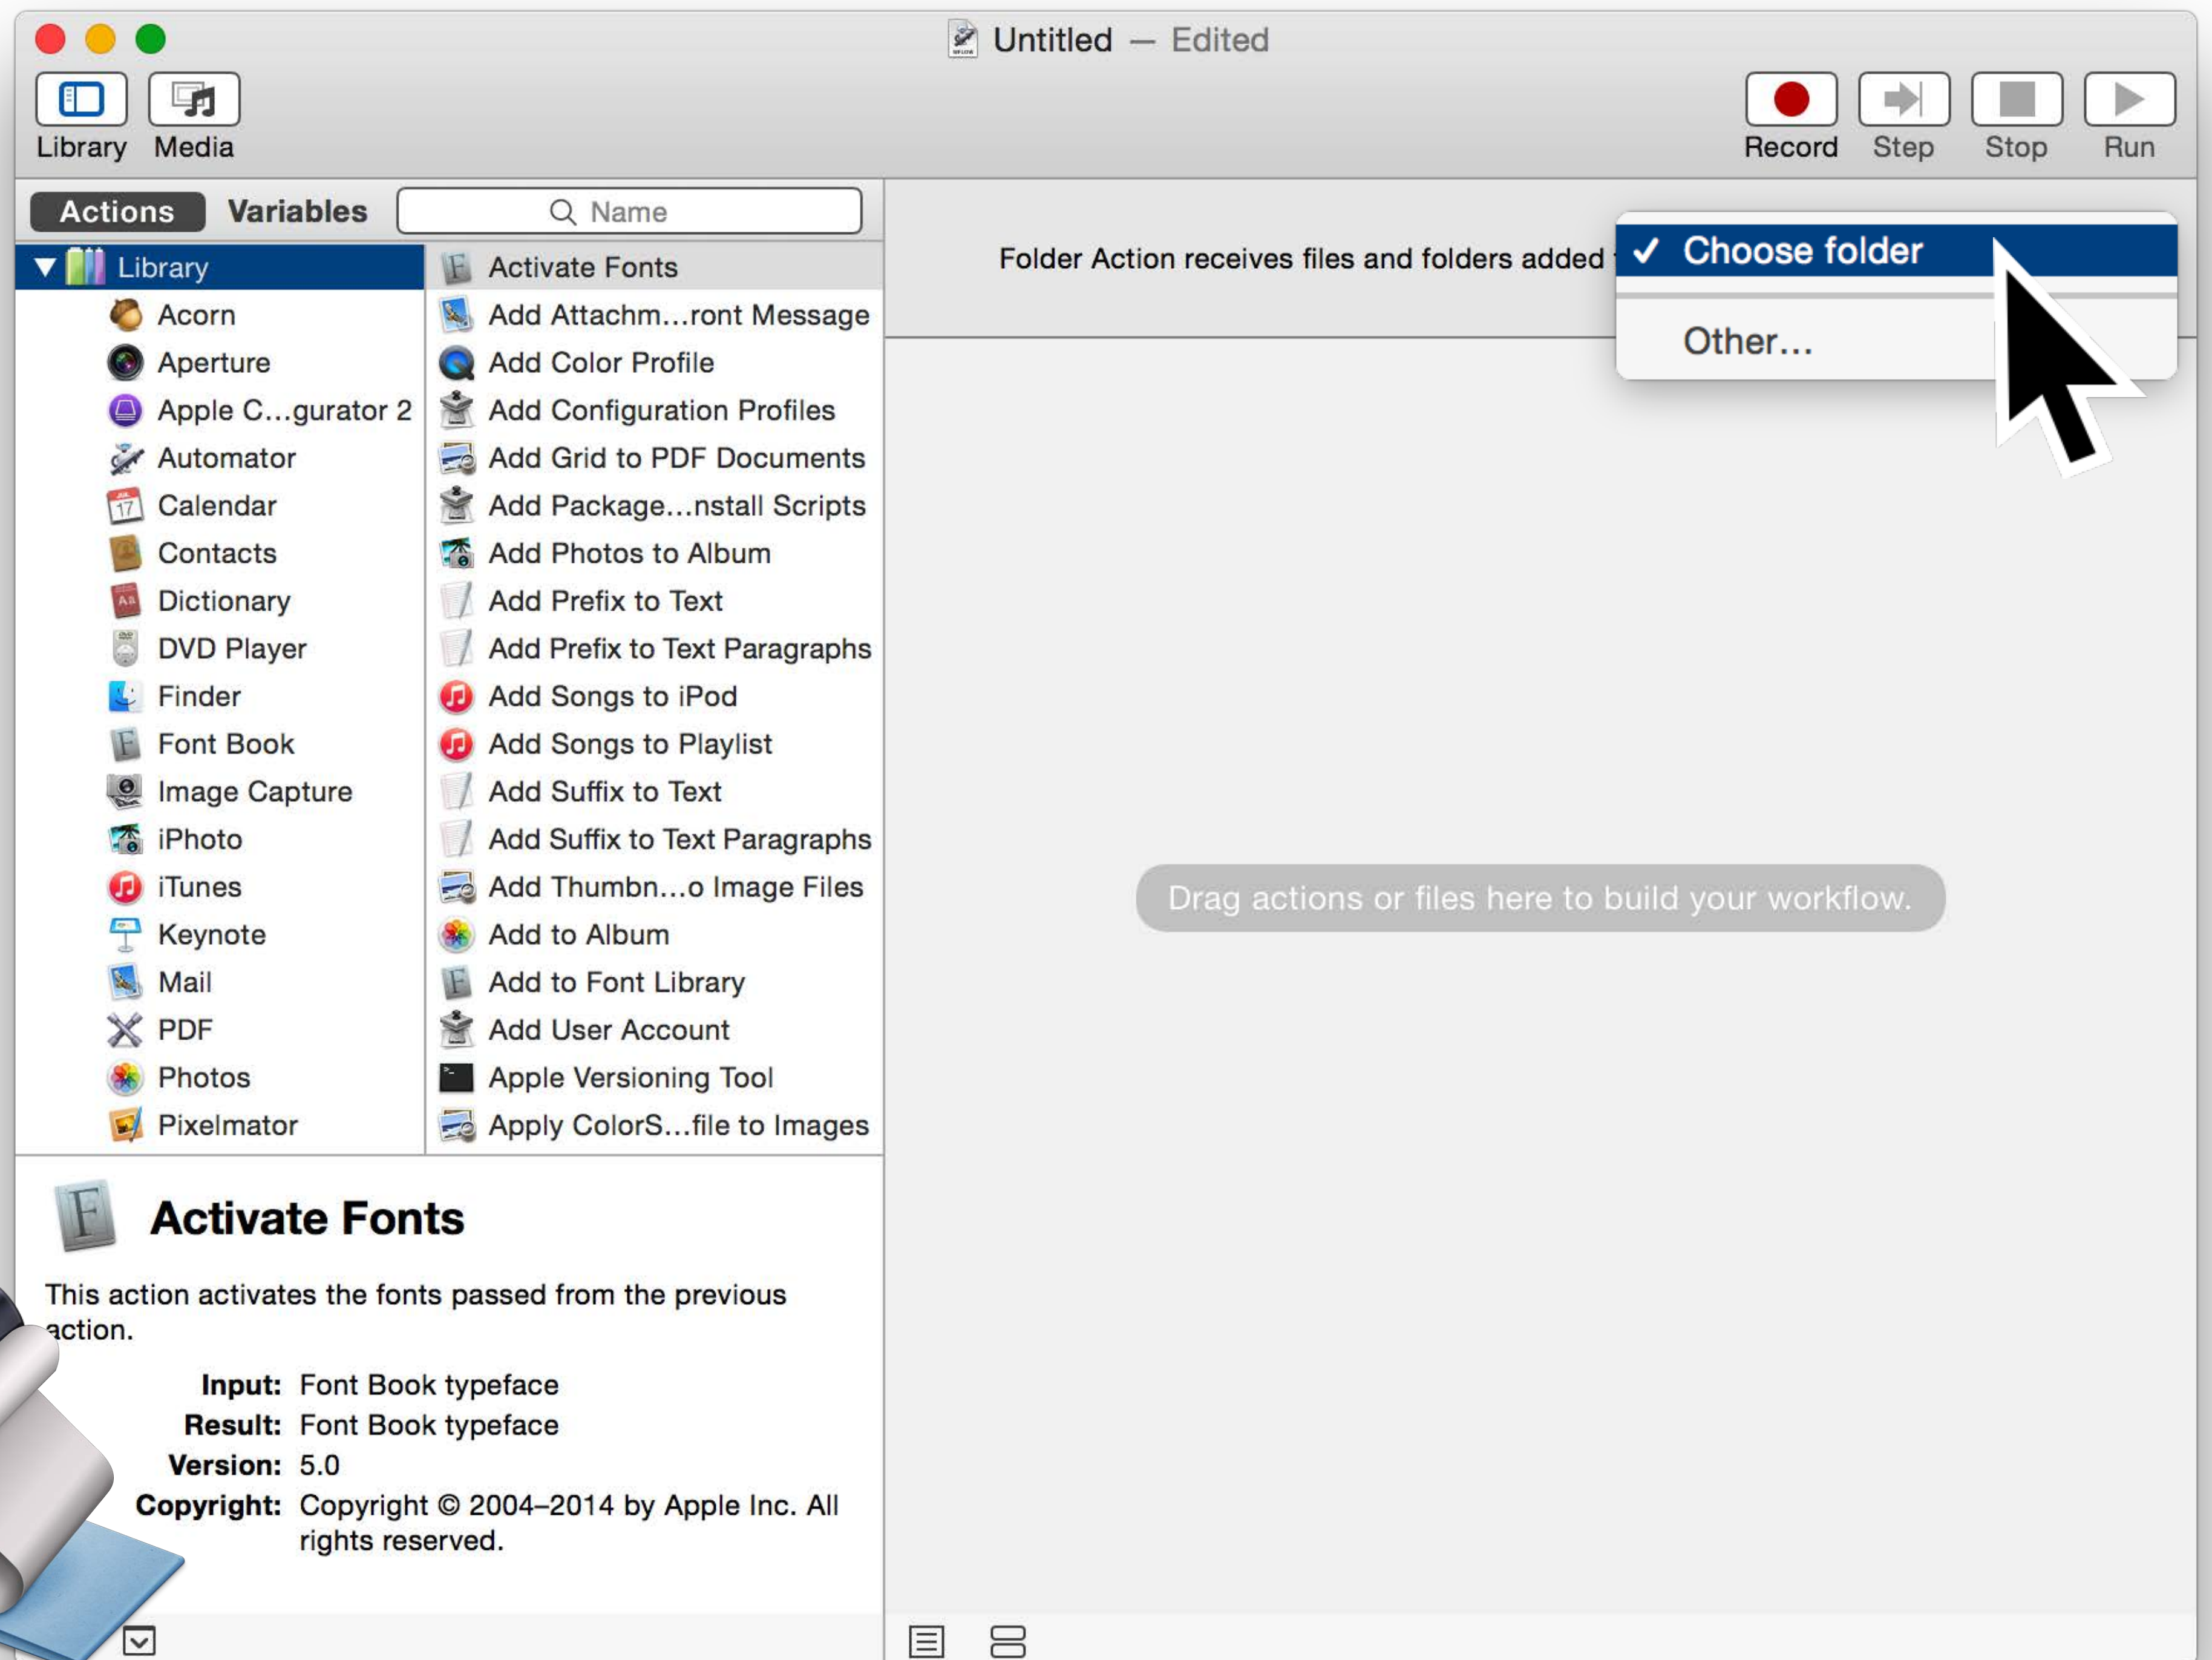 Untitled — Edited
Library Media
Record Step Stop Run
Actions Variables Name
Folder Action receives files and folders added
Choose folder
Other...
Library
Acorn
Aperture
Apple C...gurator 2
Automator
Calendar
Contacts
Dictionary
DVD Player
Finder
Font Book
Image Capture
iPhoto
iTunes
Keynote
Mail
PDF
Photos
Pixelmator
Activate Fonts
Add Attachm...ront Message
Add Color Profile
Add Configuration Profiles
Add Grid to PDF Documents
Add Package...nstall Scripts
Add Photos to Album
Add Prefix to Text
Add Prefix to Text Paragraphs
Add Songs to iPod
Add Songs to Playlist
Add Suffix to Text
Add Suffix to Text Paragraphs
Add Thumbn...o Image Files
Add to Album
Add to Font Library
Add User Account
Apple Versioning Tool
Apply ColorS...file to Images
Drag actions or files here to build your workflow.
Activate Fonts
This action activates the fonts passed from the previous
action.
Input: Font Book typeface
Result: Font Book typeface
Version: 5.0
Copyright: Copyright © 2004–2014 by Apple Inc. All
rights reserved.